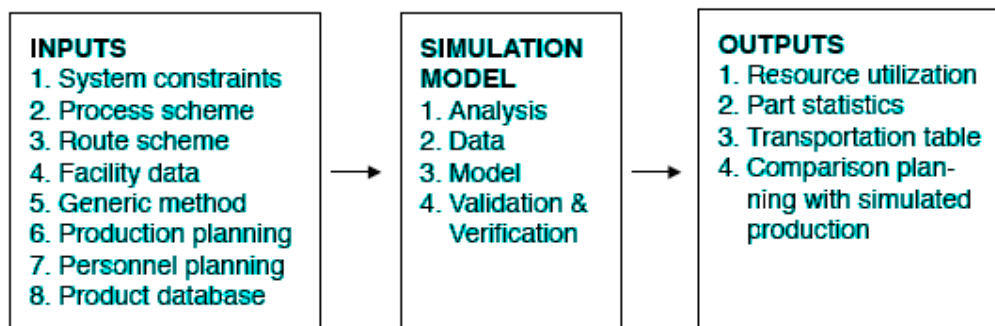 INPUTS
1. System constraints
2. Process scheme
3. Route scheme
4. Facility data
5. Generic method
6. Production planning
7. Personnel planning
8. Product database
SIMULATION
MODEL
1. Analysis
2. Data
3. Model
4. Validation &
Verification
OUTPUTS
1. Resource utilization
2. Part statistics
3. Transportation table
4. Comparison plan-
ning with simulated
production